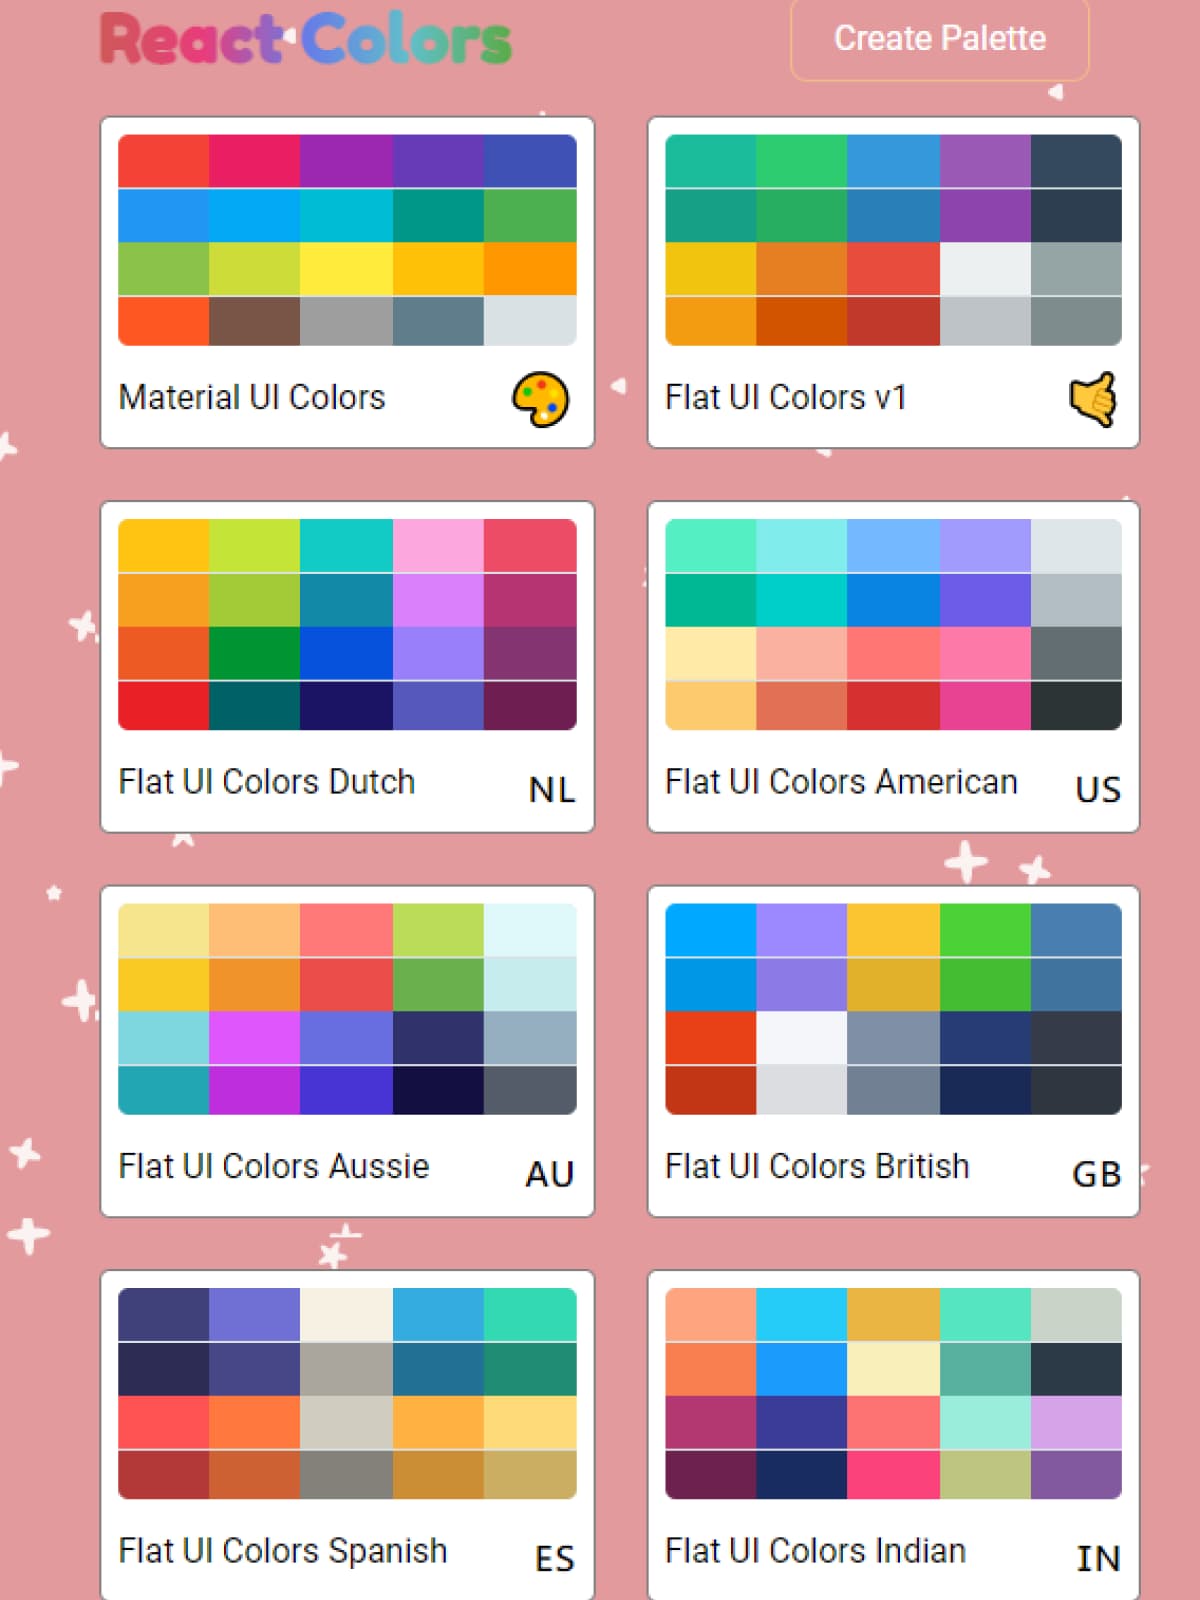 React Colors
Create Palette
Material UI Colors
Flat UI Colors v1
Flat UI Colors Dutch NL
Flat UI Colors American US
Flat UI Colors Aussie AU
Flat UI Colors British GB
Flat UI Colors Spanish ES
Flat UI Colors Indian IN